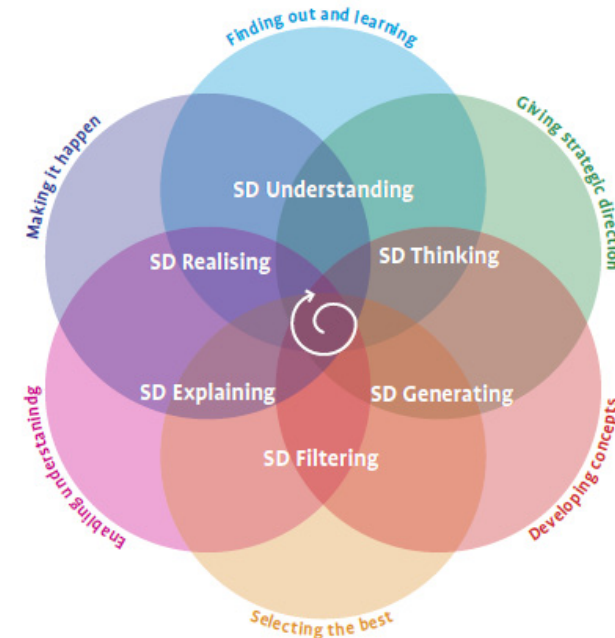 Finding out and learning
Giving strategic direction
Making it happen
SD Understanding
SD Realising
SD Thinking
SD Explaining
SD Generating
SD Filtering
Enabling understaninpg
Developing concepts
Selecting the best